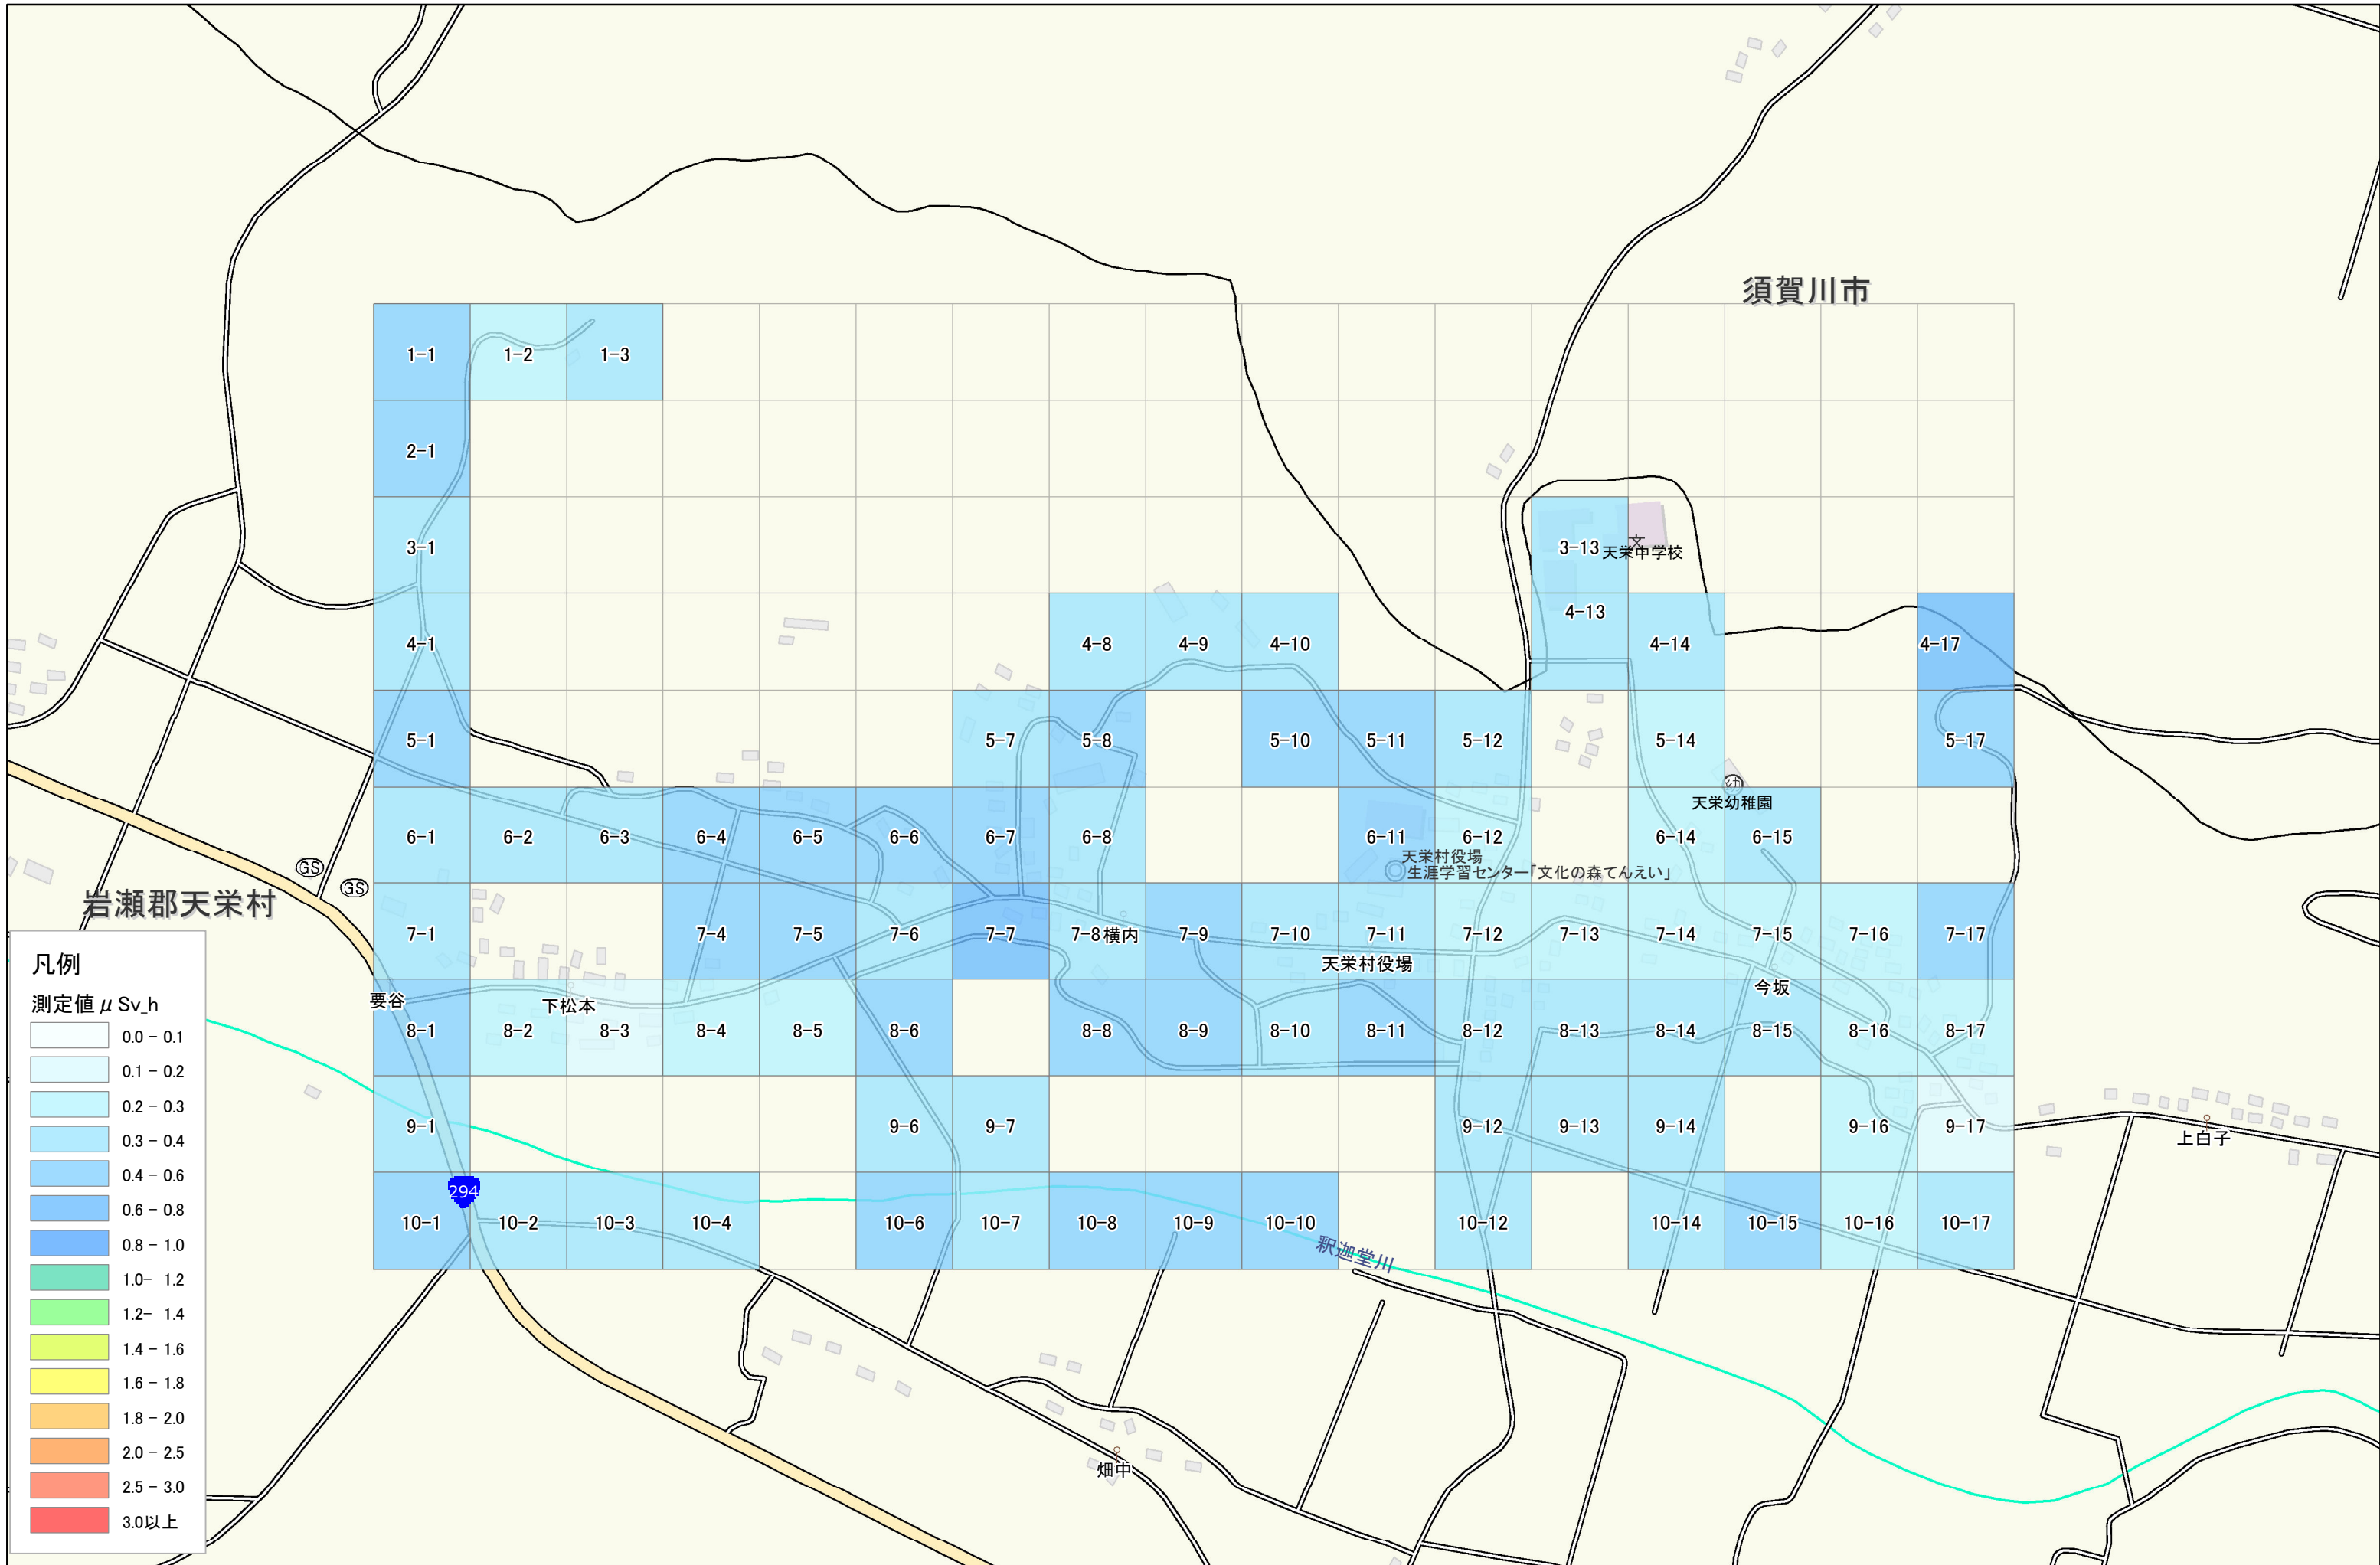 須賀川市
1-1 1-2 1-3
2-1
3-1 3-13 文
天栄中学校
4-1 4-8 4-9 4-10 4-13 4-14 4-17
5-1 5-7 5-8 5-10 5-11 5-12 5-14 5-17
幼
天栄幼稚園
6-1 6-2 6-3 6-4 6-5 6-6 6-7 6-8 6-11 6-12 6-14 6-15
天栄村役場
生涯学習センター「文化の森てんえい」
GS
GS
岩瀬郡天栄村
7-1 7-4 7-5 7-6 7-7 7-8 横内 7-9 7-10 7-11 7-12 7-13 7-14 7-15 7-16 7-17
天栄村役場
今坂
要谷
下松本
8-1 8-2 8-3 8-4 8-5 8-6 8-8 8-9 8-10 8-11 8-12 8-13 8-14 8-15 8-16 8-17
9-1 9-6 9-7 9-12 9-13 9-14 9-16 9-17
上白子
294
10-1 10-2 10-3 10-4 10-6 10-7 10-8 10-9 10-10 10-12 10-14 10-15 10-16 10-17
釈迦堂川
畑中
凡例
測定値 μ Sv_h
0.0 - 0.1
0.1 - 0.2
0.2 - 0.3
0.3 - 0.4
0.4 - 0.6
0.6 - 0.8
0.8 - 1.0
1.0- 1.2
1.2- 1.4
1.4 - 1.6
1.6 - 1.8
1.8 - 2.0
2.0 - 2.5
2.5 - 3.0
3.0以上